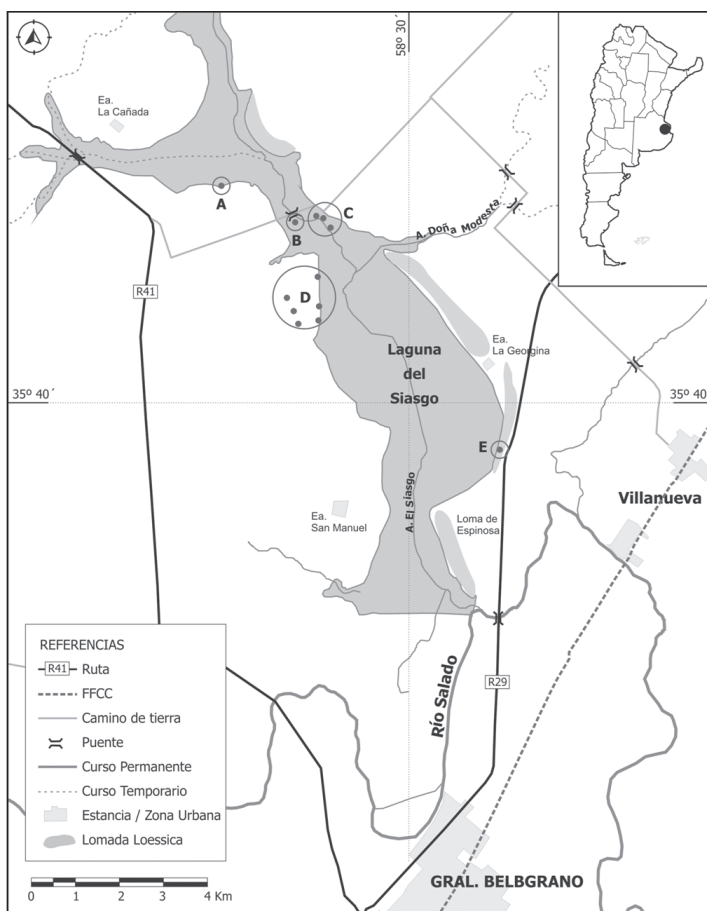 58º 30´
Ea.
La Cañada
A
B
C
A. Doña Modesta
R41
D
Ea.
La Georgina
Laguna
del
Siasgo
35º 40´
35º 40´
E
Villanueva
A. El Siasgo
Ea.
San Manuel
Loma de
Espinosa
Río Salado
R29
REFERENCIAS
R41 Ruta
FFCC
Camino de tierra
Puente
Curso Permanente
Curso Temporario
Estancia / Zona Urbana
Lomada Loessica
0 1 2 4 Km
GRAL. BELBGRANO